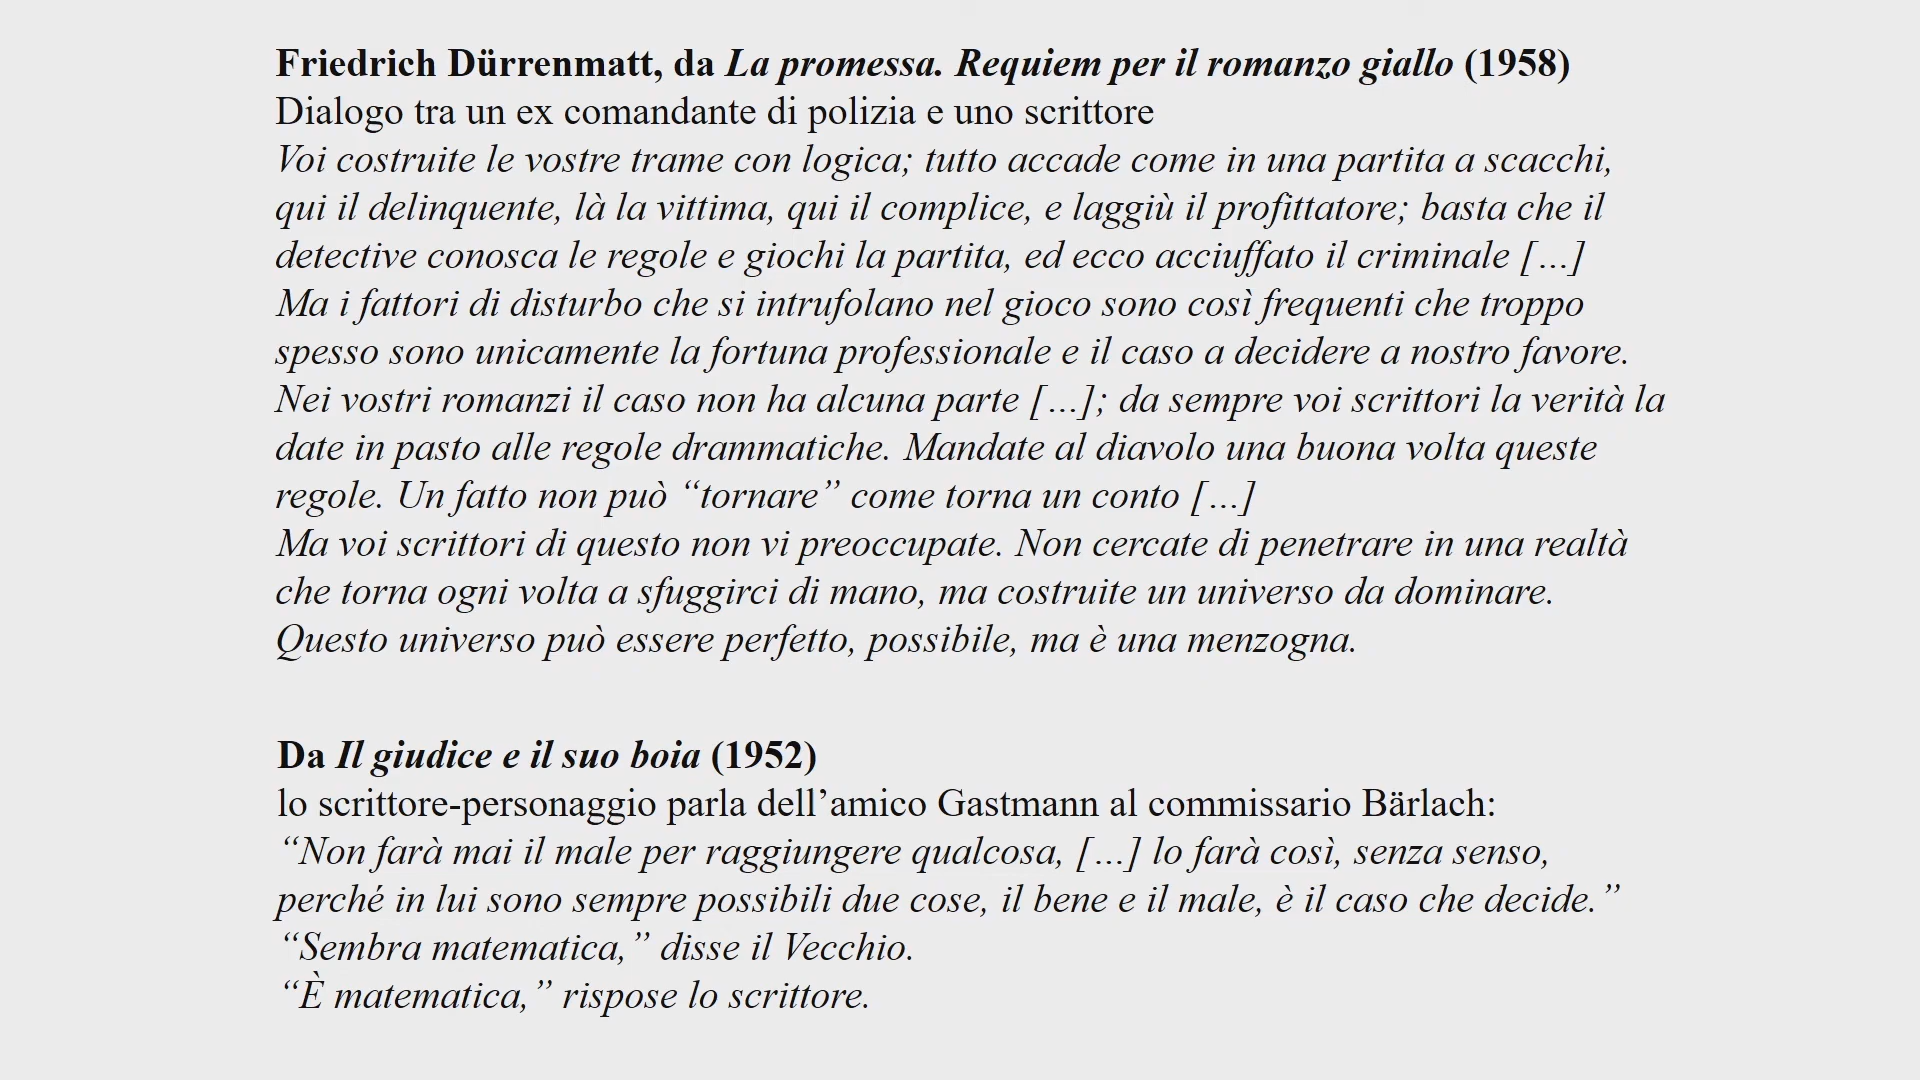 Friedrich Dürrenmatt, da La promessa. Requiem per il romanzo giallo (1958)
Dialogo tra un ex comandante di polizia e uno scrittore
Voi costruite le vostre trame con logica; tutto accade come in una partita a scacchi,
qui il delinquente, là la vittima, qui il complice, e laggiù il profittatore; basta che il
detective conosca le regole e giochi la partita, ed ecco acciuffato il criminale […]
Ma i fattori di disturbo che si intrufolano nel gioco sono così frequenti che troppo
spesso sono unicamente la fortuna professionale e il caso a decidere a nostro favore.
Nei vostri romanzi il caso non ha alcuna parte […]; da sempre voi scrittori la verità la
date in pasto alle regole drammatiche. Mandate al diavolo una buona volta queste
regole. Un fatto non può “tornare” come torna un conto […]
Ma voi scrittori di questo non vi preoccupate. Non cercate di penetrare in una realtà
che torna ogni volta a sfuggirci di mano, ma costruite un universo da dominare.
Questo universo può essere perfetto, possibile, ma è una menzogna.
Da Il giudice e il suo boia (1952)
lo scrittore-personaggio parla dell’amico Gastmann al commissario Bärlach:
“Non farà mai il male per raggiungere qualcosa, […] lo farà così, senza senso,
perché in lui sono sempre possibili due cose, il bene e il male, è il caso che decide.”
“Sembra matematica,” disse il Vecchio.
“È matematica,” rispose lo scrittore.